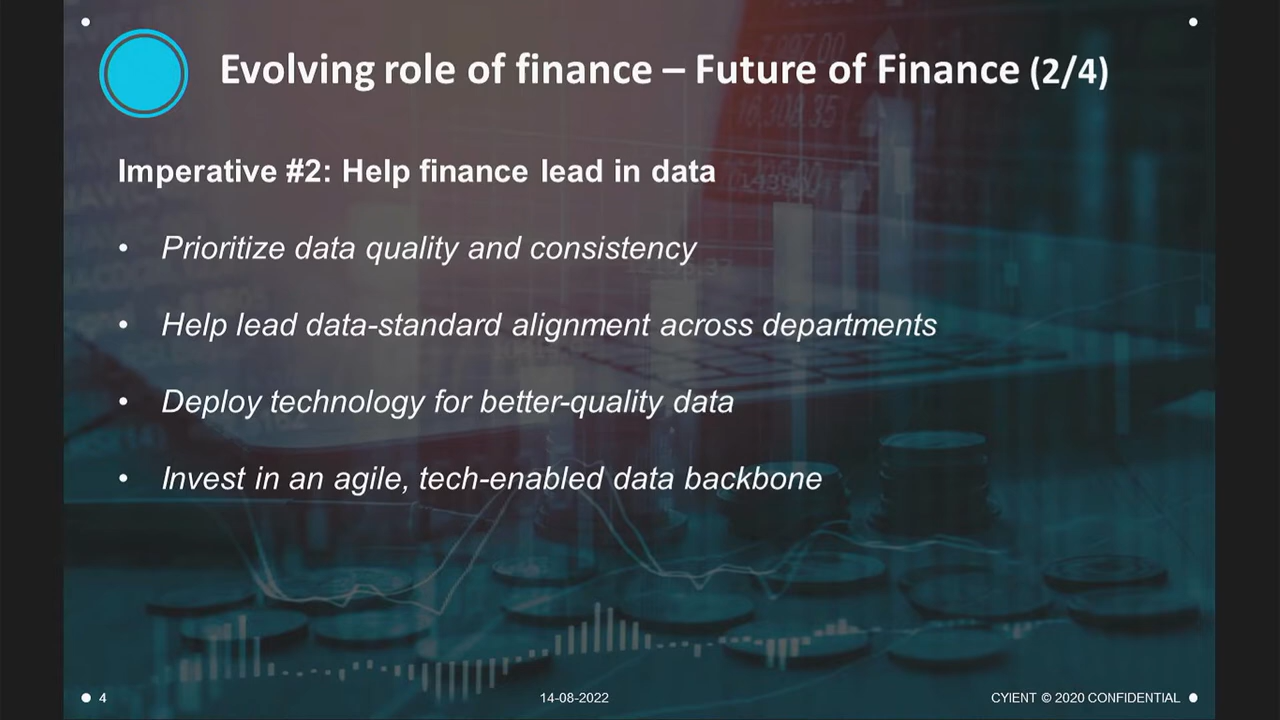 Evolving role of finance – Future of Finance (2/4)
Imperative #2: Help finance lead in data
• Prioritize data quality and consistency
• Help lead data-standard alignment across departments
• Deploy technology for better-quality data
• Invest in an agile, tech-enabled data backbone
4
14-08-2022
CYIENT © 2020 CONFIDENTIAL